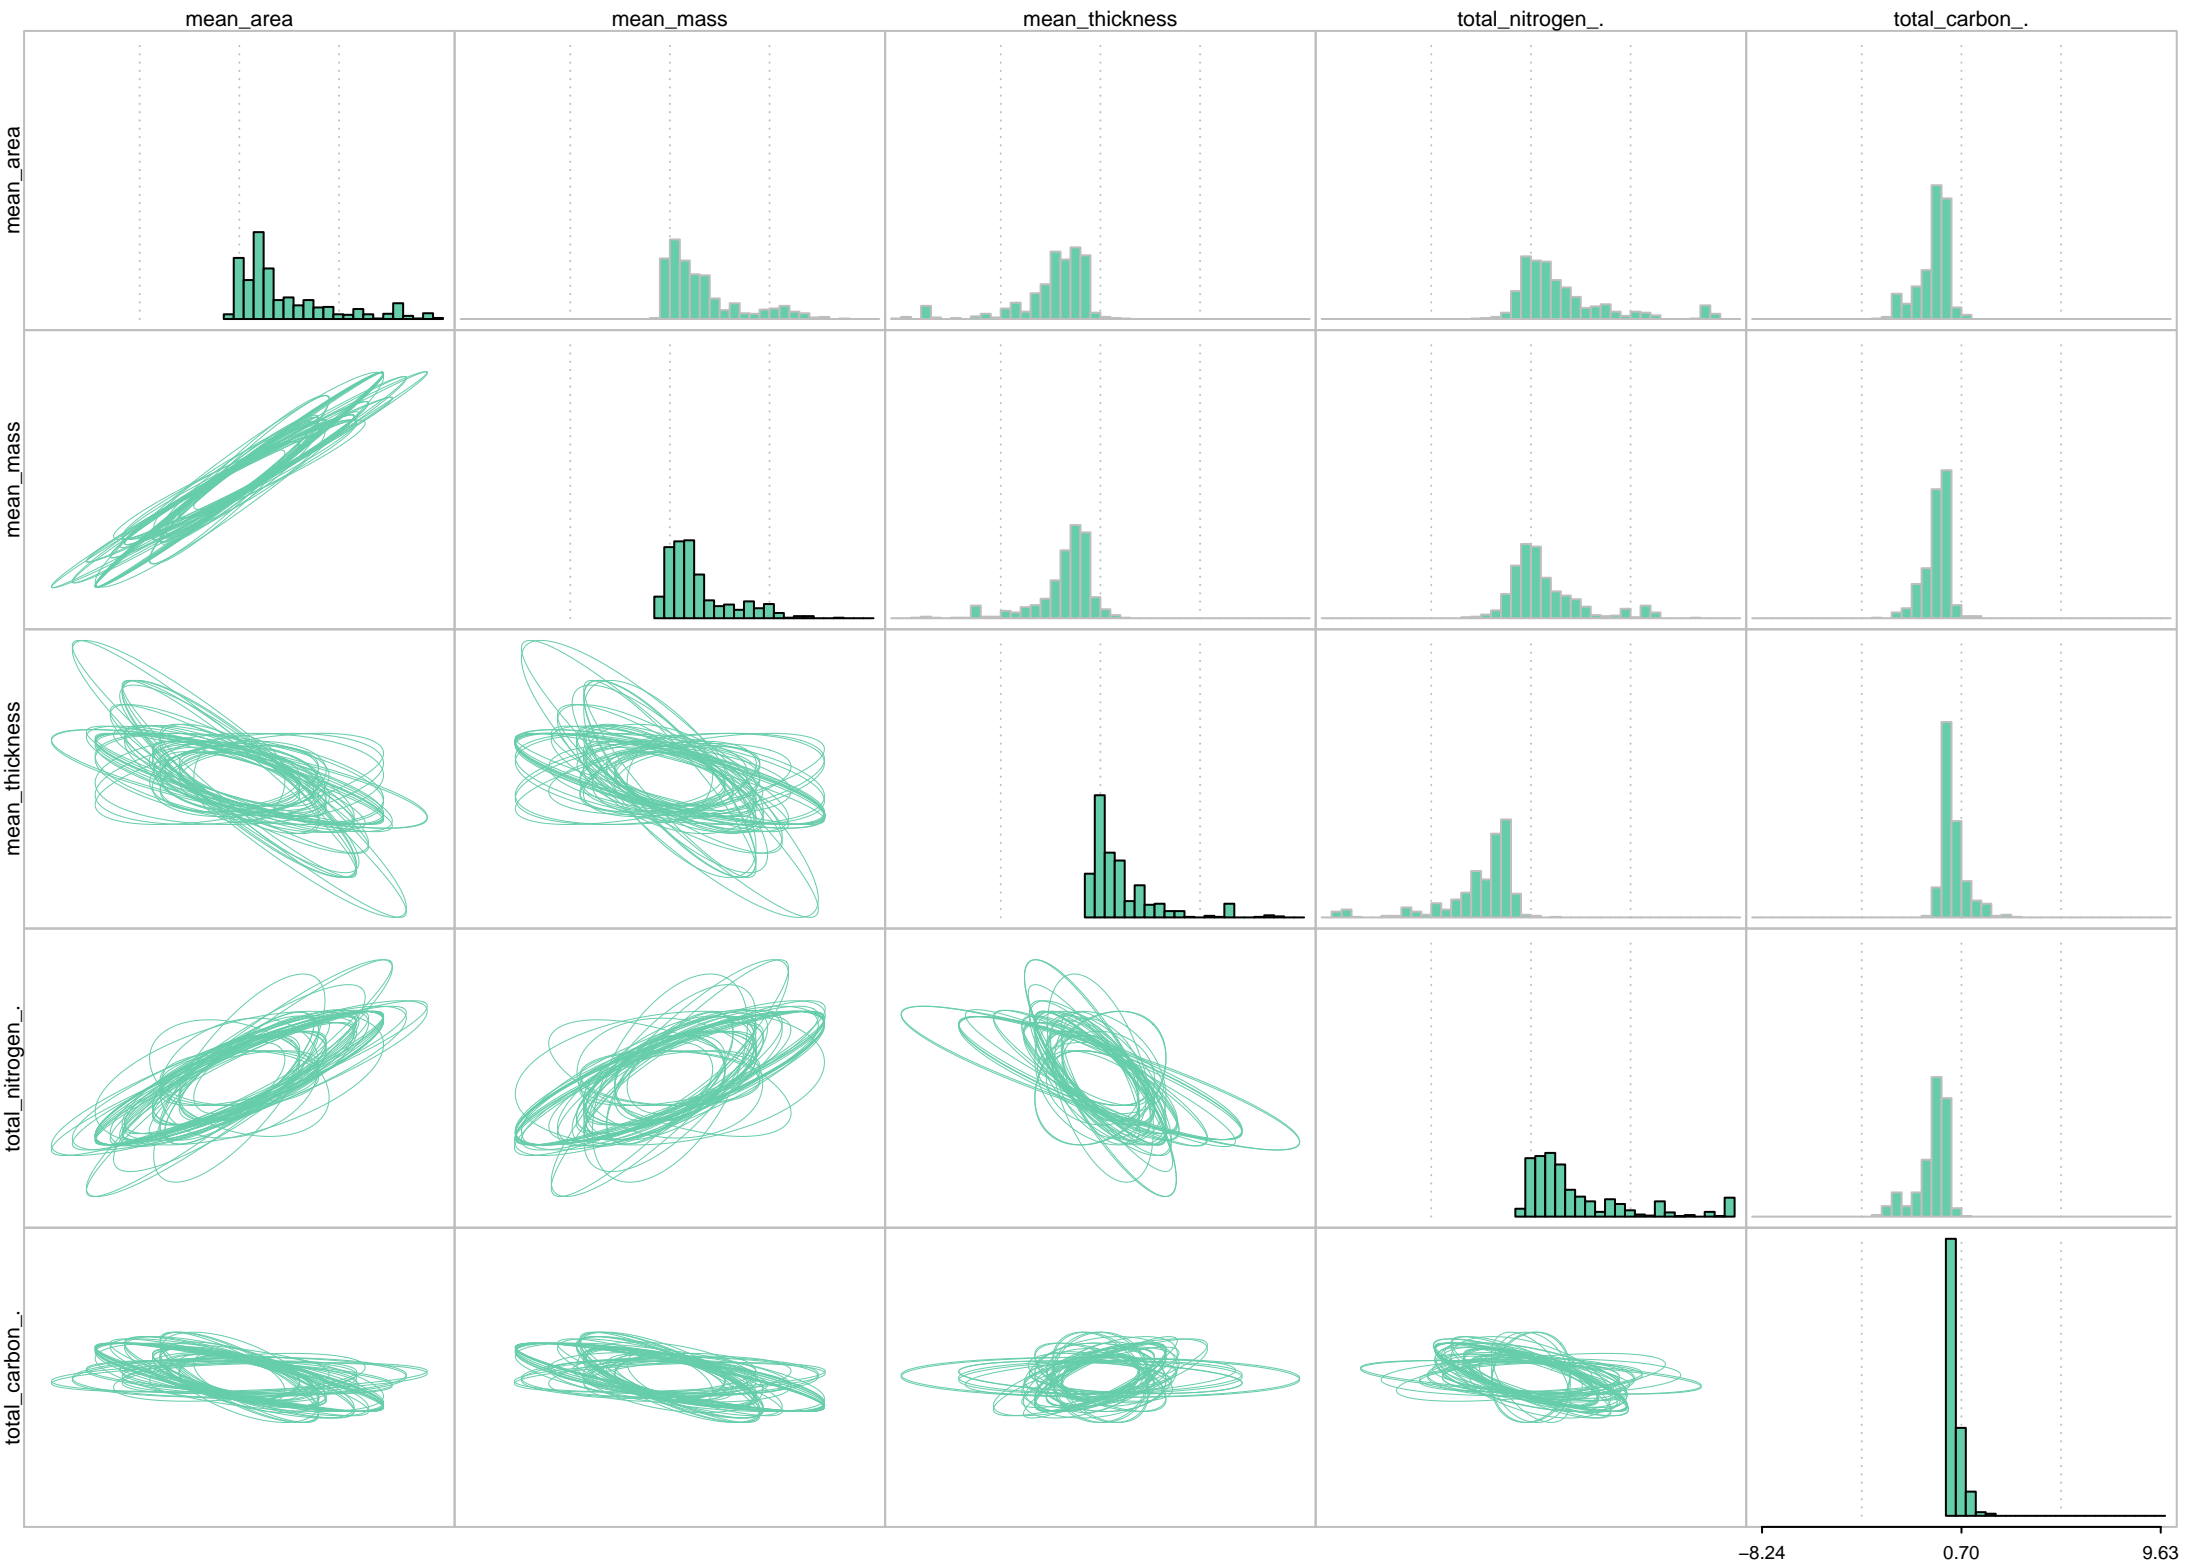 mean_area mean_mass mean_thickness total_nitrogen_. total_carbon_.
mean_area
mean_mass
mean_thickness
total_nitrogen_.
total_carbon_.
−8.24 0.70 9.63